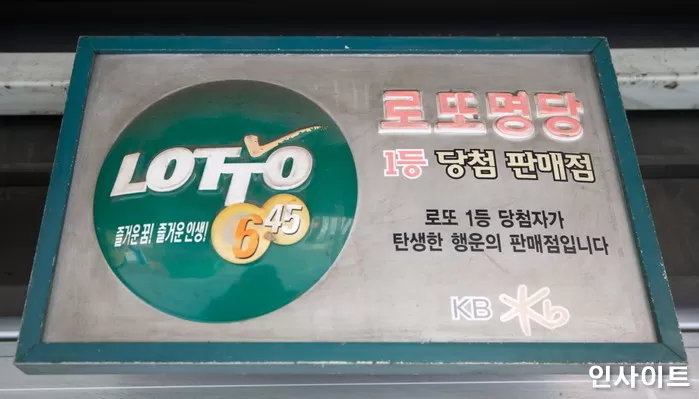 LOTTO
즐거운 꿈! 즐거운 인생!
6 45
로또명당
1등 당첨 판매점
로또 1등 당첨자가
탄생한 행운의 판매점입니다
KB
인사이트